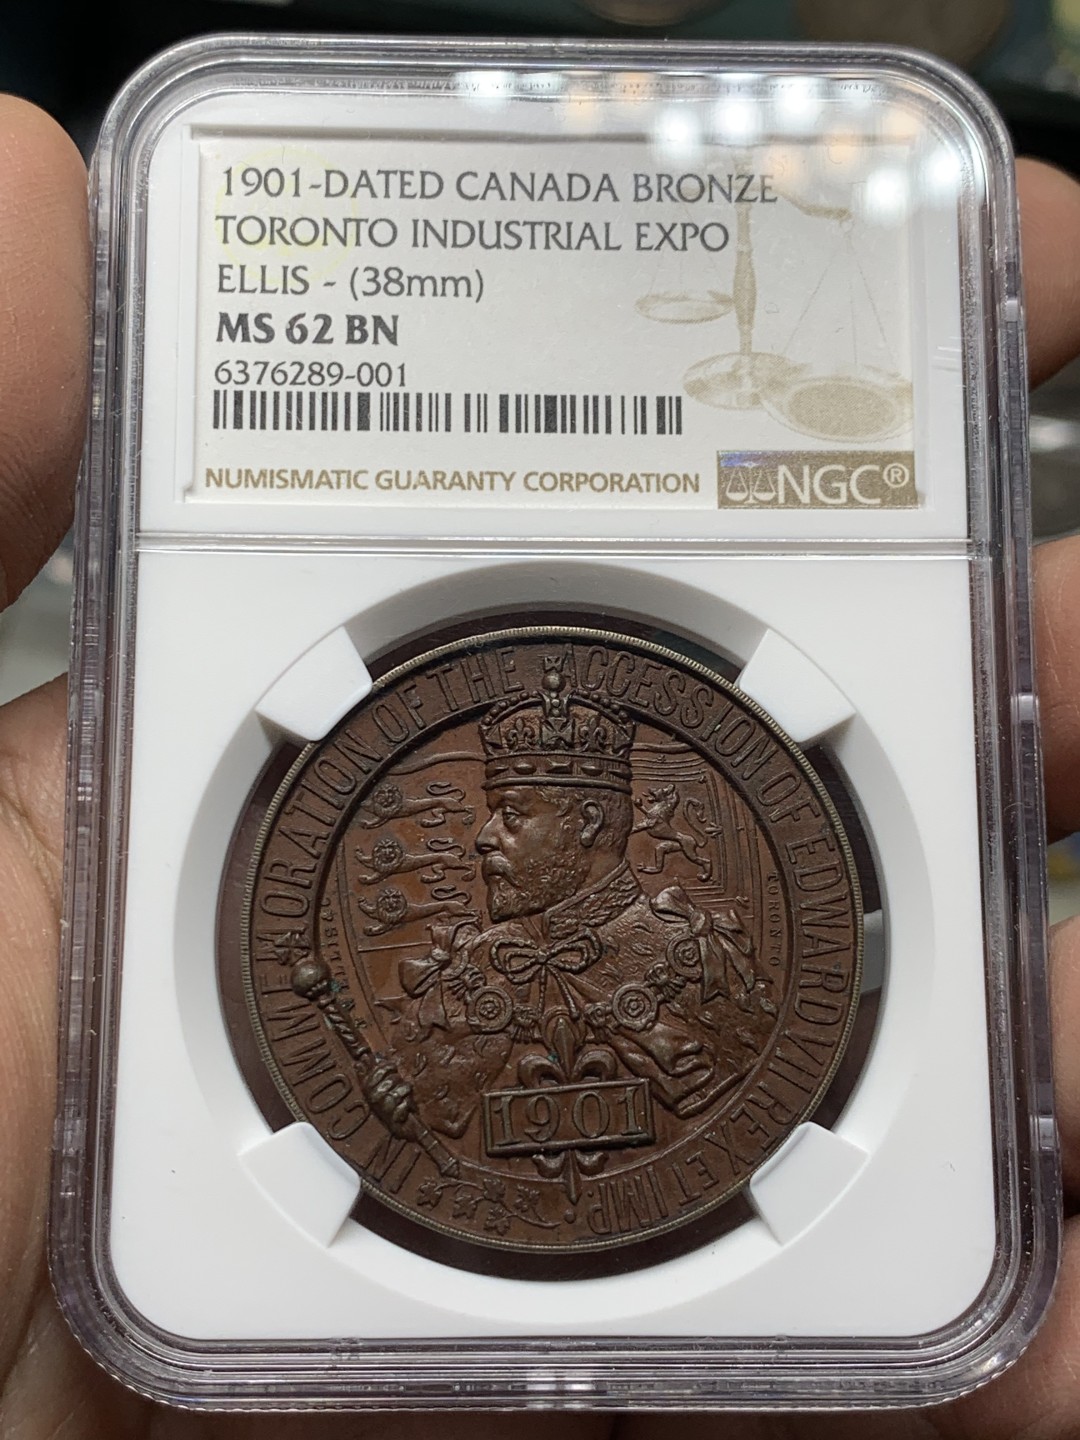 1901-DATED CANADA BRONZE
TORONTO INDUSTRIAL EXPO
ELLIS - (38mm)
MS 62 BN
6376289-001
NUMISMATIC GUARANTY CORPORATION
NGC®
IN COMMEMORATION OF THE ACCESSION OF EDWARD VII REX ET IMP.
TORONTO
1901